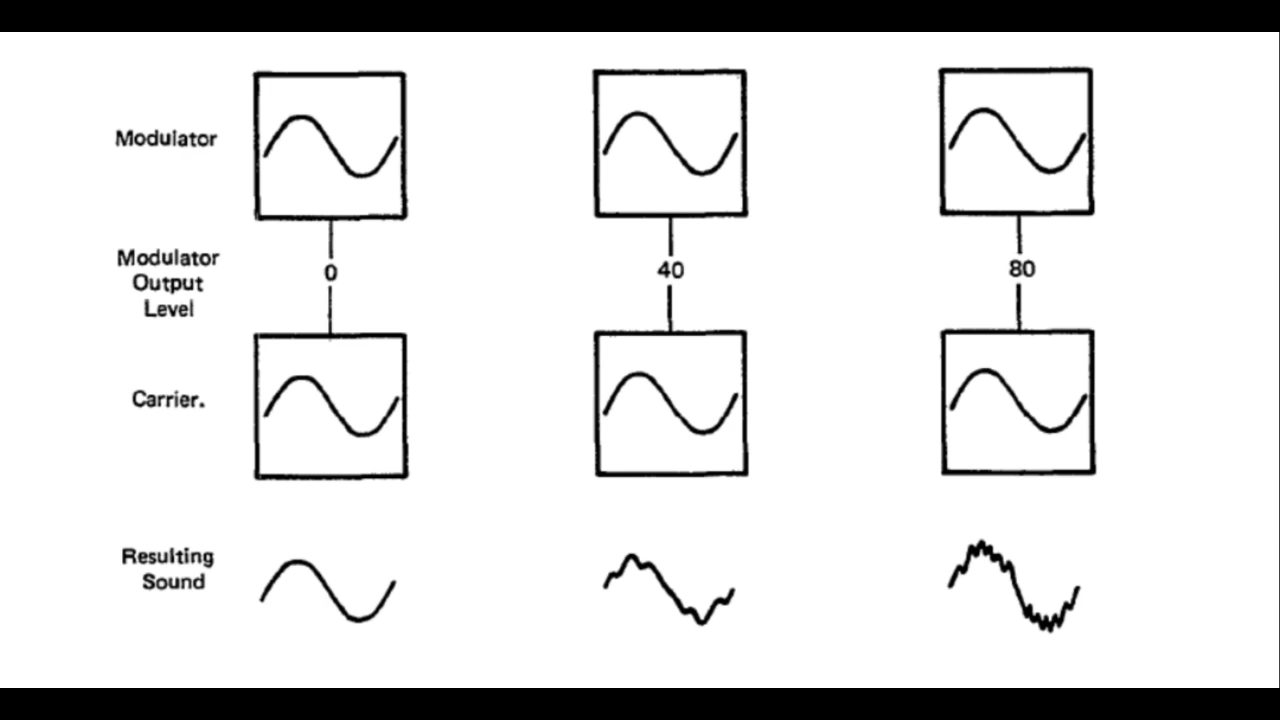 Modulator
Modulator
Output
Level
0
40
80
Carrier.
Resulting
Sound